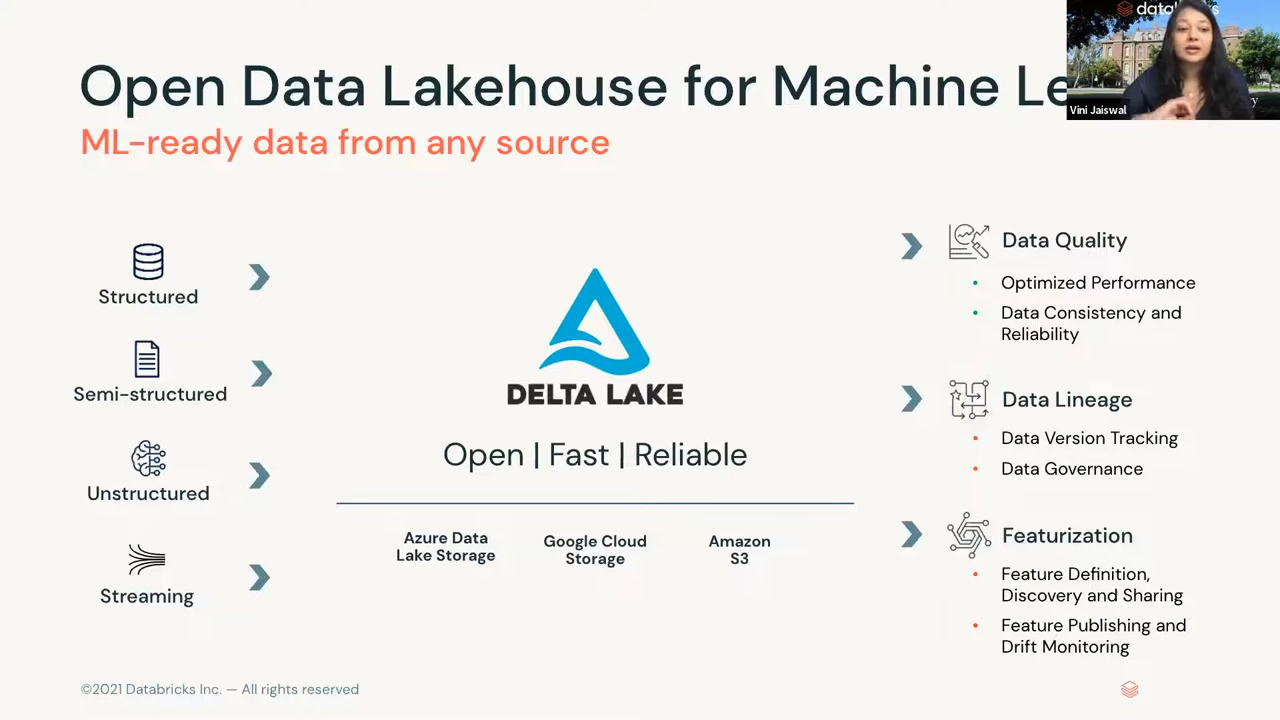 Open Data Lakehouse for Machine Le
ML-ready data from any source
Vini Jaiswal
Structured
Semi-structured
Unstructured
Streaming
DELTA LAKE
Open | Fast | Reliable
Azure Data
Lake Storage
Google Cloud
Storage
Amazon
S3
Data Quality
• Optimized Performance
• Data Consistency and
Reliability
Data Lineage
• Data Version Tracking
• Data Governance
Featurization
• Feature Definition,
Discovery and Sharing
• Feature Publishing and
Drift Monitoring
©2021 Databricks Inc. — All rights reserved